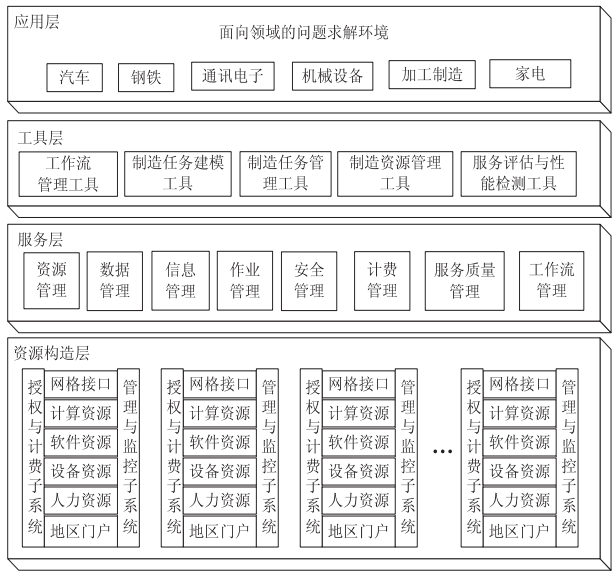 应用层
面向领域的问题求解环境
汽车
钢铁
通讯电子
机械设备
加工制造
家电
工具层
工作流
管理工具
制造任务建模
工具
制造任务管
理工具
制造资源管理
工具
服务评估与性
能检测工具
服务层
资源
管理
数据
管理
信息
管理
作业
管理
安全
管理
计费
管理
服务质量
管理
工作流
管理
资源构造层
授权与计费子系统
网格接口
计算资源
软件资源
设备资源
人力资源
地区门户
管理与监控子系统
授权与计费子系统
网格接口
计算资源
软件资源
设备资源
人力资源
地区门户
管理与监控子系统
授权与计费子系统
网格接口
计算资源
软件资源
设备资源
人力资源
地区门户
管理与监控子系统
...
授权与计费子系统
网格接口
计算资源
软件资源
设备资源
人力资源
地区门户
管理与监控子系统